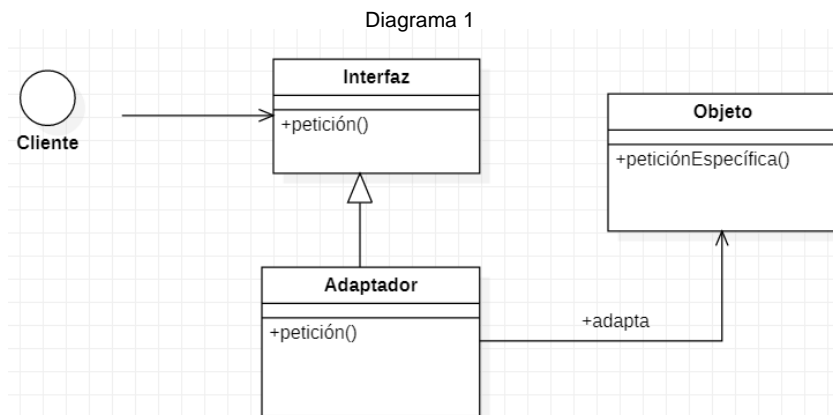 Diagrama 1
Interfaz
+petición()
Cliente
Objeto
+peticiónEspecífica()
Adaptador
+petición()
+adapta